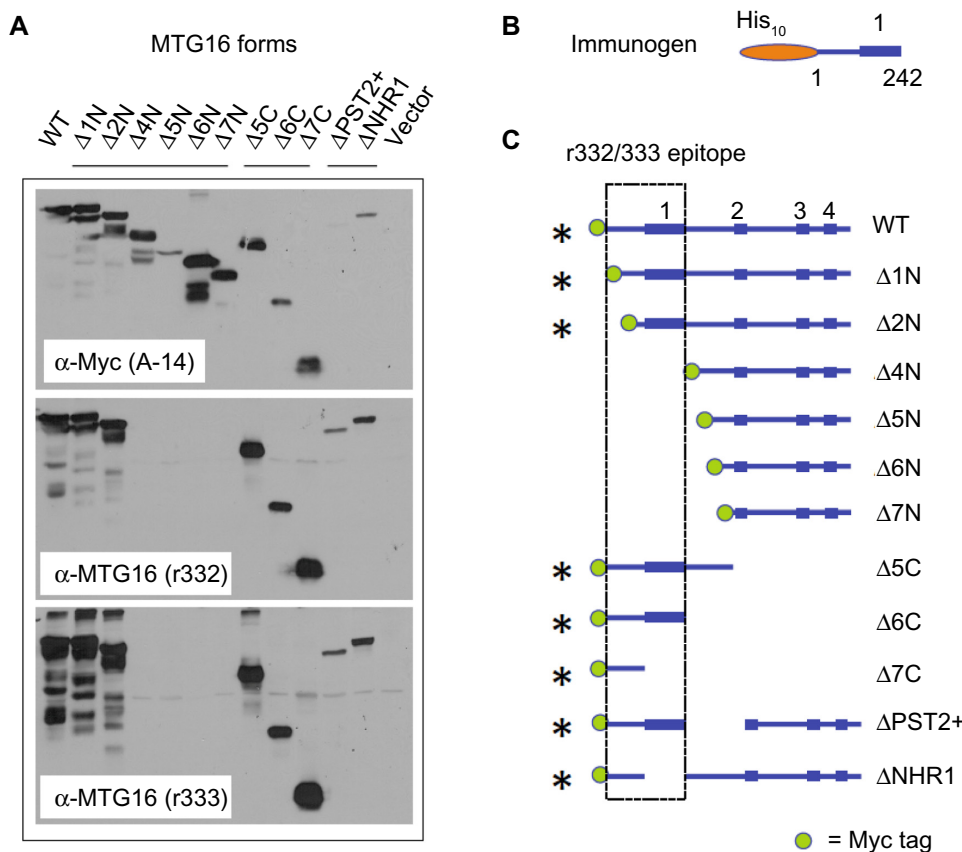 A
MTG16 forms
WT Δ1N Δ2N Δ4N Δ5N Δ6N Δ7N Δ5C Δ6C Δ7C ΔPST2+ ΔNHR1 Vector
α-Myc (A-14)
α-MTG16 (r332)
α-MTG16 (r333)
B
Immunogen
His10
1
1
242
C
r332/333 epitope
1 2 3 4
* WT
* Δ1N
* Δ2N
Δ4N
Δ5N
Δ6N
Δ7N
* Δ5C
* Δ6C
* Δ7C
* ΔPST2+
* ΔNHR1
= Myc tag